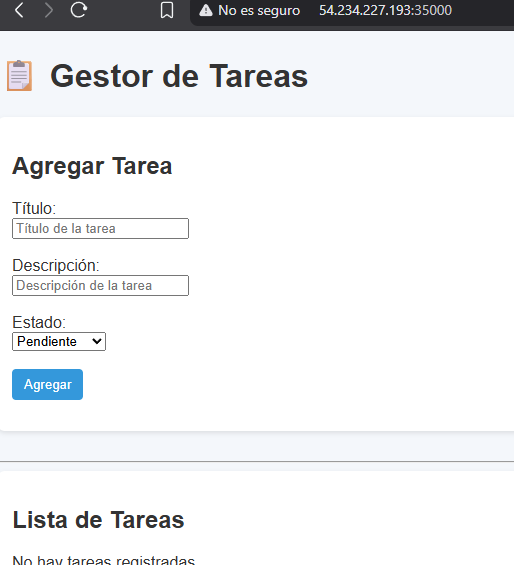 No es seguro 54.234.227.193:35000
Gestor de Tareas
Agregar Tarea
Título:
Título de la tarea
Descripción:
Descripción de la tarea
Estado:
Pendiente
Agregar
Lista de Tareas
No hay tareas registradas